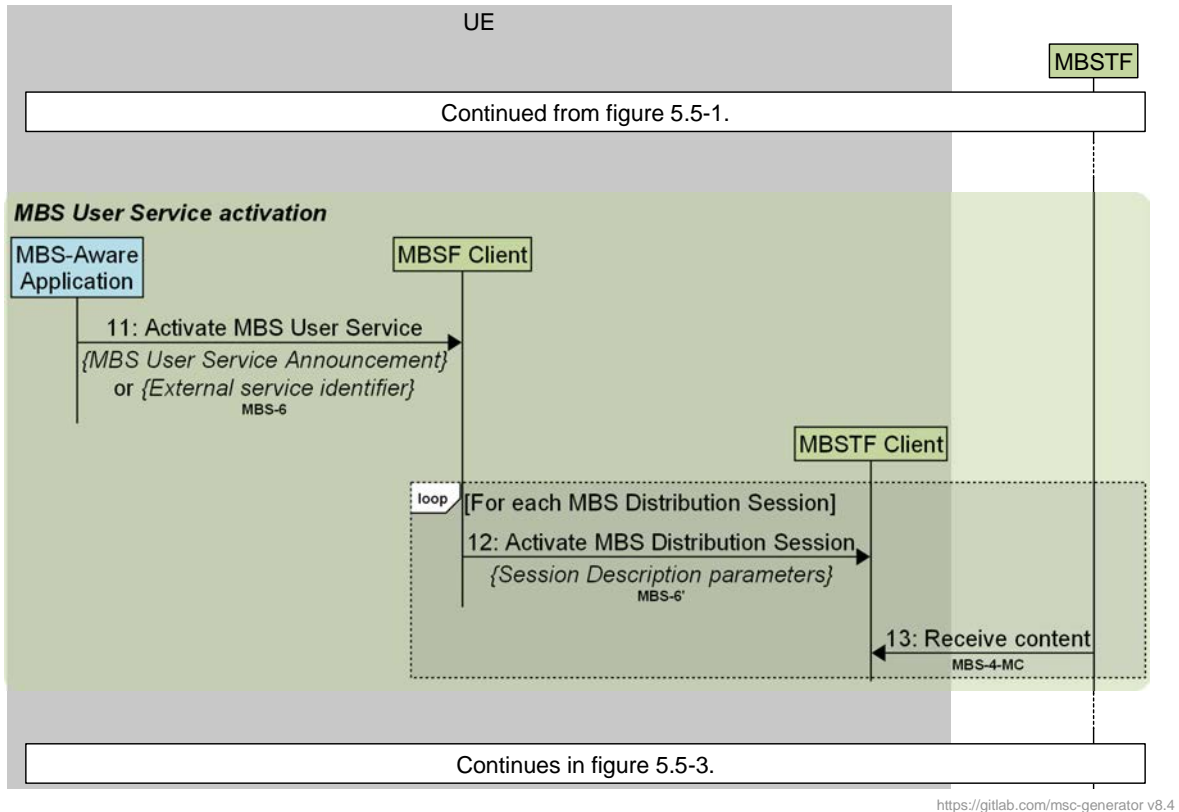 UE
MBSTF
Continued from figure 5.5-1.
MBS User Service activation
MBS-Aware
Application
MBSF Client
11: Activate MBS User Service
{MBS User Service Announcement}
or {External service identifier}
MBS-6
MBSTF Client
loop
[For each MBS Distribution Session]
12: Activate MBS Distribution Session
{Session Description parameters}
MBS-6'
13: Receive content
MBS-4-MC
Continues in figure 5.5-3.
https://gitlab.com/msc-generator v8.4